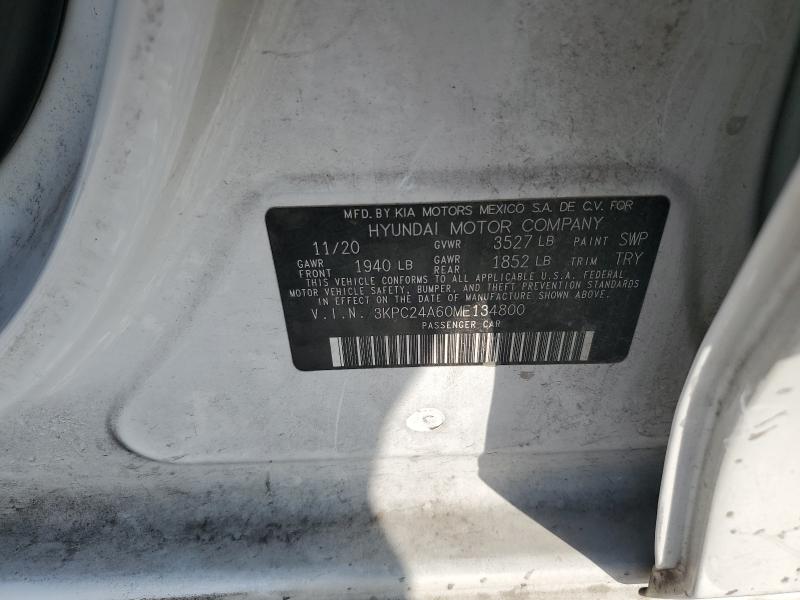 MFD. BY KIA MOTORS MEXICO S.A. DE C.V. FOR
HYUNDAI MOTOR COMPANY
11/20 GVWR 3527 LB PAINT SWP
GAWR FRONT 1940 LB GAWR REAR 1852 LB TRIM TRY
THIS VEHICLE CONFORMS TO ALL APPLICABLE U.S.A. FEDERAL
MOTOR VEHICLE SAFETY, BUMPER, AND THEFT PREVENTION STANDARDS
IN EFFECT ON THE DATE OF MANUFACTURE SHOWN ABOVE.
V.I.N. 3KPC24A60ME134800
PASSENGER CAR